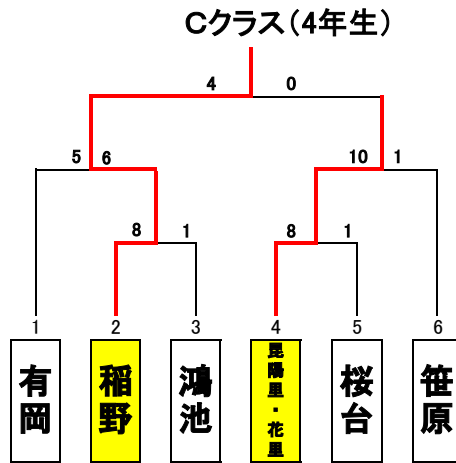 Cクラス(4年生)
4 0
5 6 10 1
8 1 8 1
1 2 3 4 5 6
有岡
稲野
鴻池
昆陽里・花里
桜台
笹原